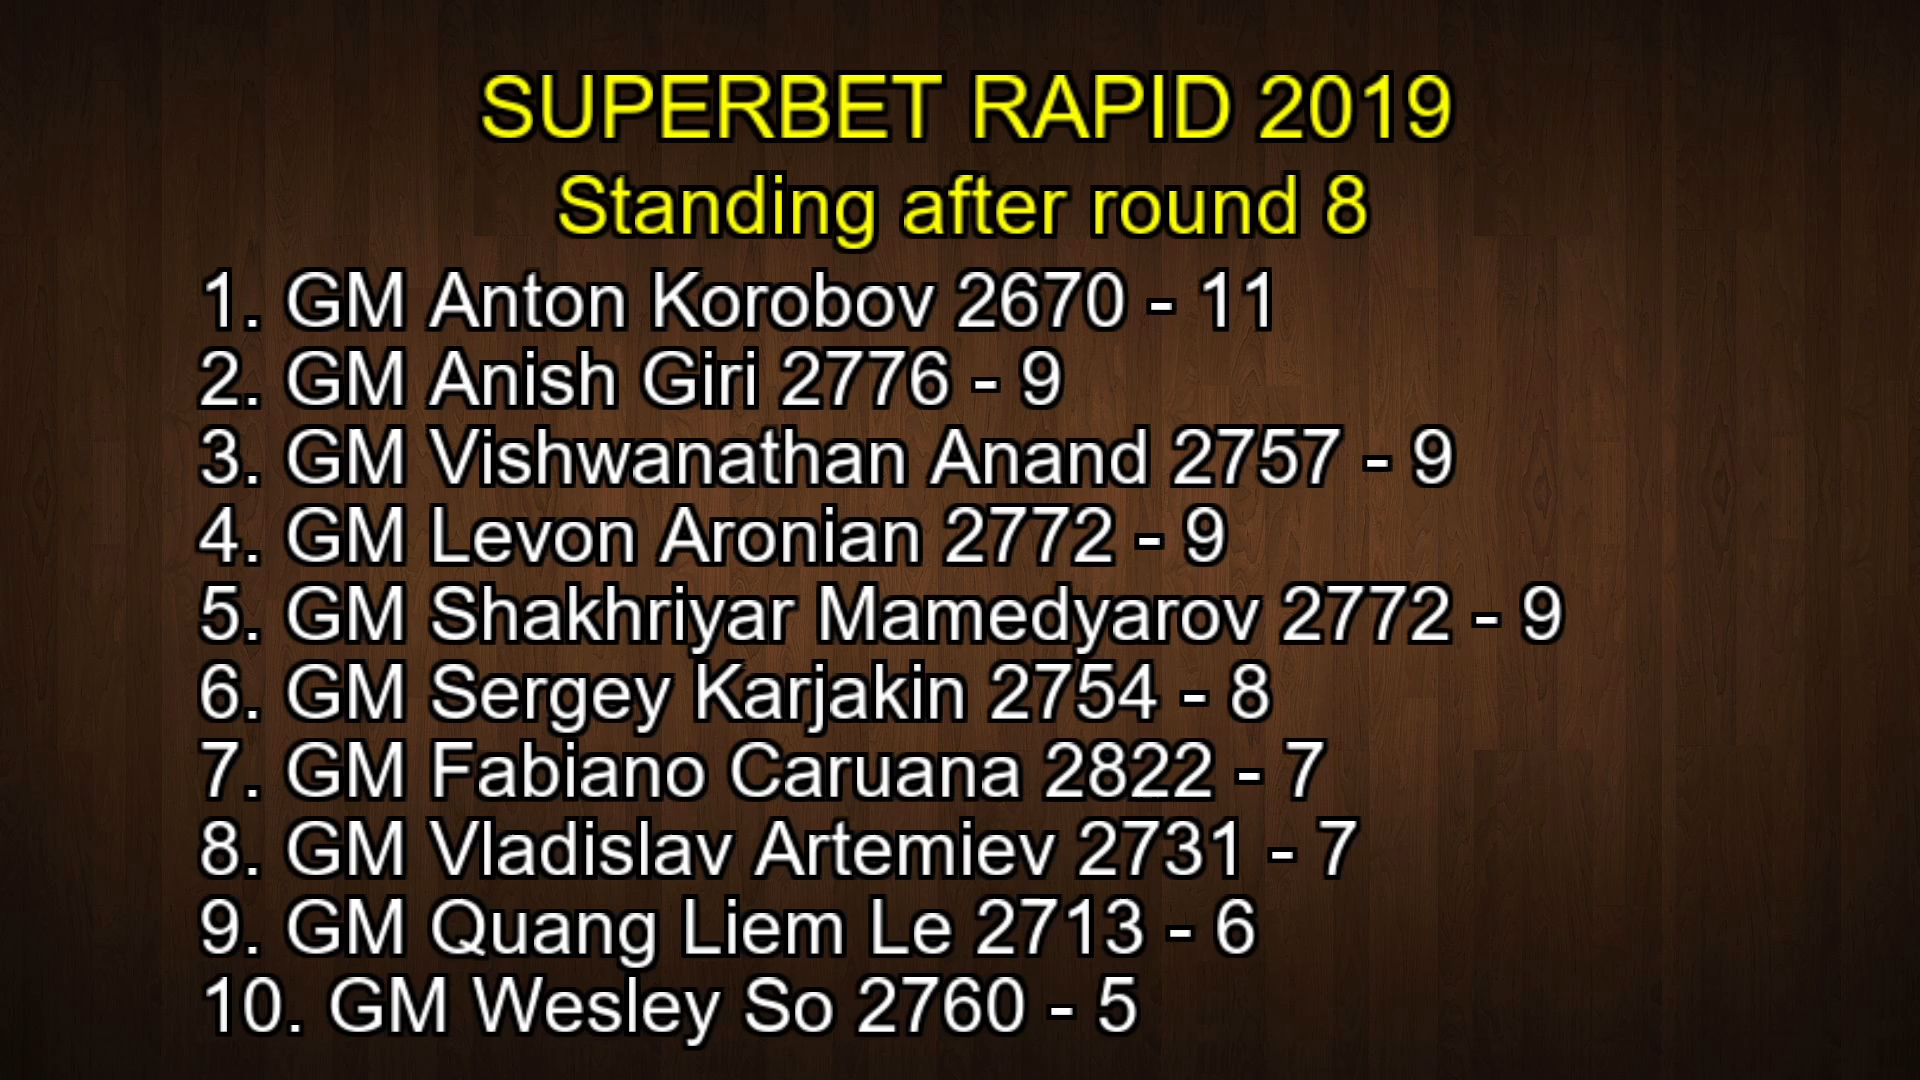 SUPERBET RAPID 2019
Standing after round 8
1. GM Anton Korobov 2670 - 11
2. GM Anish Giri 2776 - 9
3. GM Vishwanathan Anand 2757 - 9
4. GM Levon Aronian 2772 - 9
5. GM Shakhriyar Mamedyarov 2772 - 9
6. GM Sergey Karjakin 2754 - 8
7. GM Fabiano Caruana 2822 - 7
8. GM Vladislav Artemiev 2731 - 7
9. GM Quang Liem Le 2713 - 6
10. GM Wesley So 2760 - 5